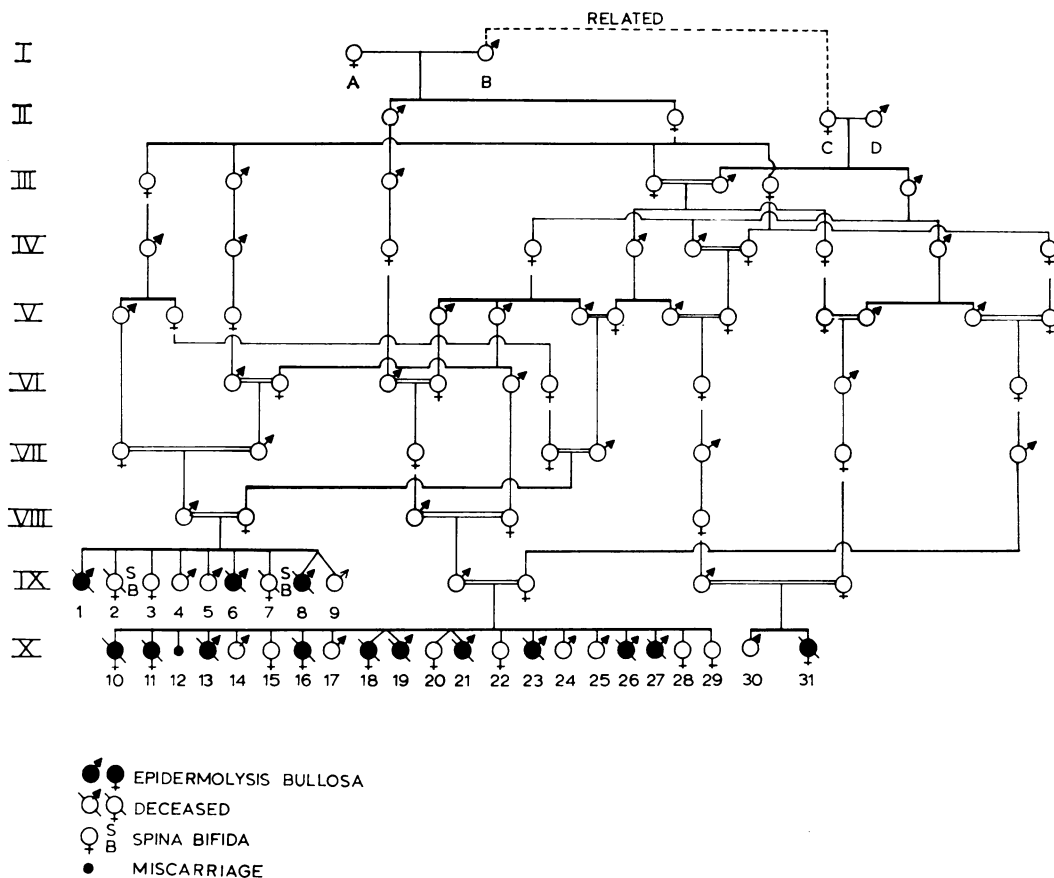 RELATED
I
A B
II
C D
III
IV
V
VI
VII
VIII
S S
B B
IX
1 2 3 4 5 6 7 8 9
X
10 11 12 13 14 15 16 17 18 19 20 21 22 23 24 25 26 27 28 29 30 31
EPIDERMOLYSIS BULLOSA
DECEASED
S
B SPINA BIFIDA
MISCARRIAGE